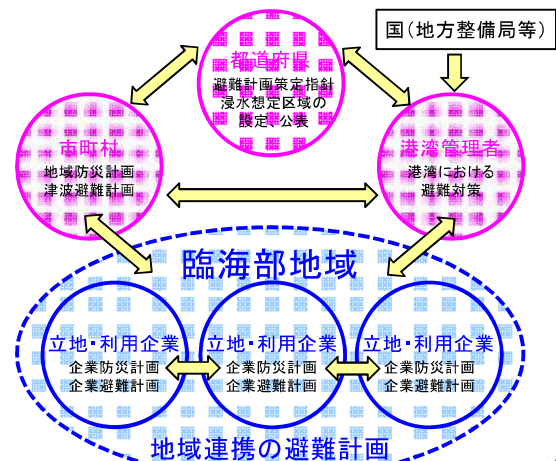 国(地方整備局等)
都道府県
避難計画策定指針
浸水想定区域の
設定、公表
市町村
地域防災計画
津波避難計画
港湾管理者
港湾における
避難対策
臨海部地域
立地・利用企業
企業防災計画
企業避難計画
立地・利用企業
企業防災計画
企業避難計画
立地・利用企業
企業防災計画
企業避難計画
地域連携の避難計画